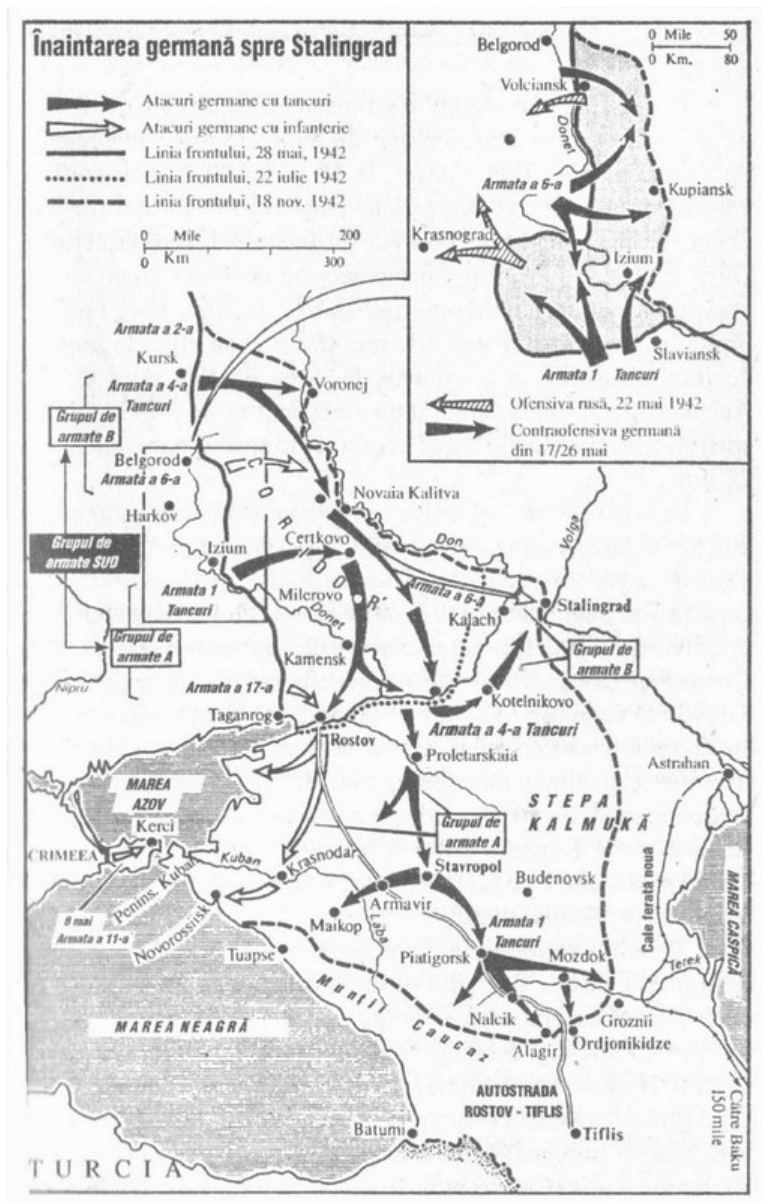 Înaintarea germană spre Stalingrad
Atacuri germane cu tancuri
Atacuri germane cu infanterie
Linia frontului, 28 mai, 1942
Linia frontului, 22 iulie 1942
Linia frontului, 18 nov. 1942
0 Mile 200
0 Km 300
0 Mile 50
0 Km. 80
Belgorod
Volciansk
Doneț
Armata a 6-a
Kupiansk
Krasnograd
Izium
Slaviansk
Armata 1
Tancuri
Ofensiva rusă, 22 mai 1942
Contraofensiva germană
din 17/26 mai
Armata a 2-a
Kursk
Armata a 4-a
Tancuri
Voronej
Grupul de
armate B
Belgorod
Armata a 6-a
Harkov
CORIDOR
Novaia Kalitva
Don
Volga
Grupul de
armate SUD
Izium
Certkovo
Armata 1
Tancuri
Milerovo
Doneț
Armata a 6-a
Kalach
Stalingrad
Grupul de
armate A
Kamensk
Grupul de
armate B
Nipru
Armata a 17-a
Kotelnikovo
Taganrog
Rostov
Armata a 4-a Tancuri
Proletarskaia
Astrahan
MAREA
AZOV
STEPA
KALMUKĂ
Kerci
CRIMEEA
Grupul de
armate A
Kuban
Krasnodar
Stavropol
Budenovsk
Cale ferată nouă
MAREA CASPICĂ
8 mai
Armata a 11-a
Penins. Kuban
Novorossiisk
Armavir
Maikop
Laba
Armata 1
Tancuri
Tuapse
Piatigorsk
Mozdok
Terek
MAREA NEAGRĂ
Munții Caucaz
Nalcik
Groznii
Alagir
Ordjonikidze
AUTOSTRADA
ROSTOV - TIFLIS
Batumi
Tiflis
Către Baku
150 mile
TURCIA